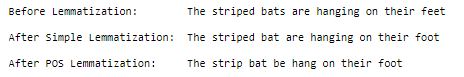 Before Lemmatization: The striped bats are hanging on their feet
After Simple Lemmatization: The striped bat are hanging on their foot
After POS Lemmatization: The strip bat be hang on their foot